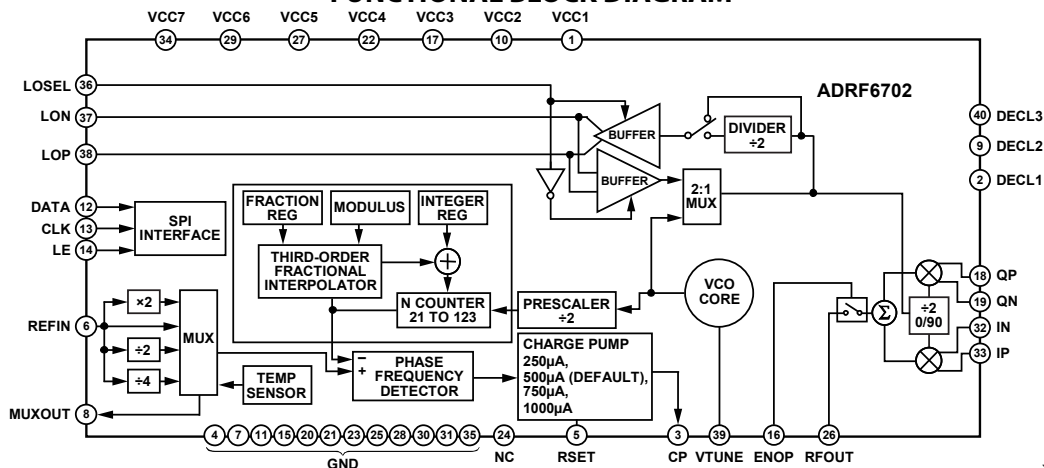 FUNCTIONAL BLOCK DIAGRAM
VCC7 VCC6 VCC5 VCC4 VCC3 VCC2 VCC1
34 29 27 22 17 10 1
ADRF6702
LOSEL 36
LON 37
LOP 38
BUFFER
DIVIDER
÷2
BUFFER
2:1
MUX
40 DECL3
9 DECL2
2 DECL1
DATA 12
CLK 13
LE 14
SPI
INTERFACE
FRACTION
REG
MODULUS
INTEGER
REG
THIRD-ORDER
FRACTIONAL
INTERPOLATOR
+
N COUNTER
21 TO 123
PRESCALER
÷2
VCO
CORE
Σ
÷2
0/90
18 QP
19 QN
32 IN
33 IP
REFIN 6
×2
÷2
÷4
MUX
TEMP
SENSOR
MUXOUT 8
−
+
PHASE
FREQUENCY
DETECTOR
CHARGE PUMP
250µA,
500µA (DEFAULT),
750µA,
1000µA
4 7 11 15 20 21 23 25 28 30 31 35 24 5 3 39 16 26
GND NC RSET CP VTUNE ENOP RFOUT